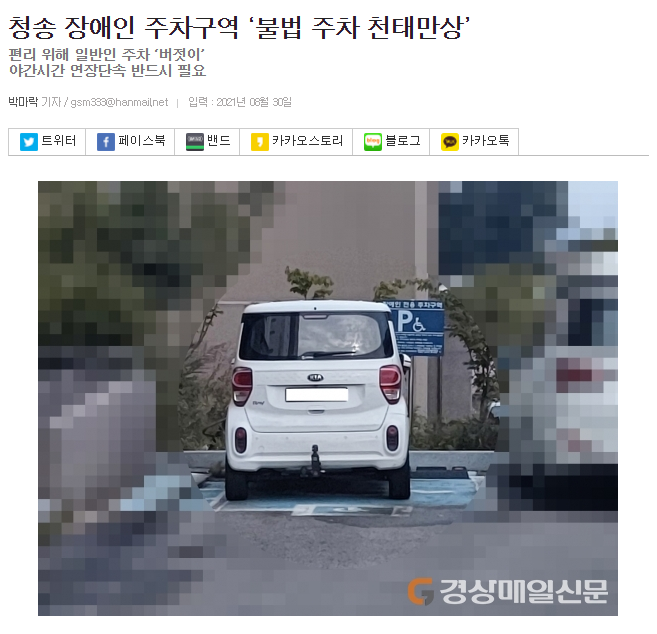 청송 장애인 주차구역 ‘불법 주차 천태만상’
편리 위해 일반인 주차 ‘버젓이’
야간시간 연장단속 반드시 필요
박마락 기자 / gsm333@hanmail.net | 입력 : 2021년 08월 30일
트위터 페이스북 밴드 카카오스토리 블로그 카카오톡
장애인 전용 주차구역
P
KIA
경상매일신문